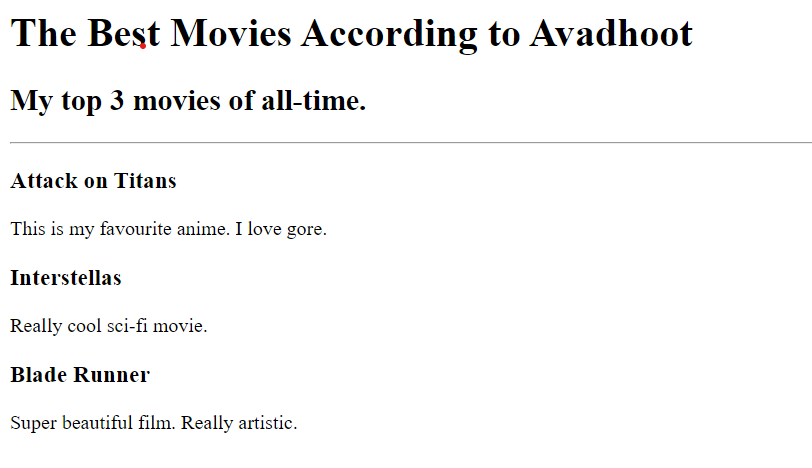 The Best Movies According to Avadhoot
My top 3 movies of all-time.
Attack on Titans
This is my favourite anime. I love gore.
Interstellas
Really cool sci-fi movie.
Blade Runner
Super beautiful film. Really artistic.